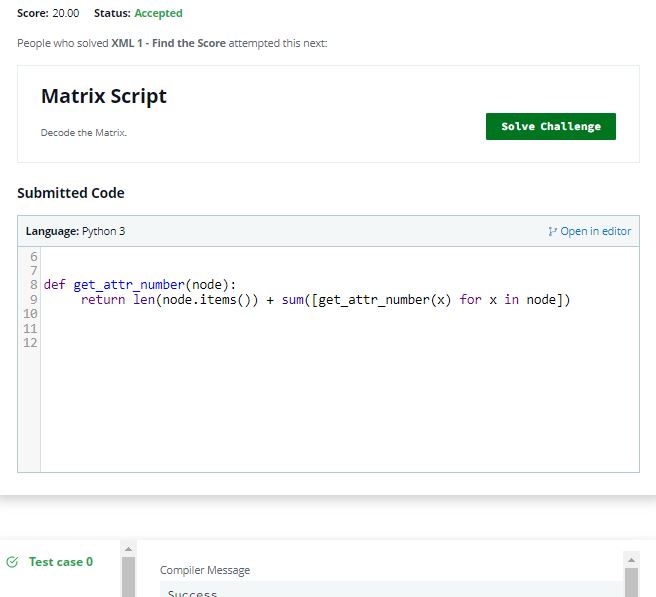 Score: 20.00 Status: Accepted
People who solved XML 1 - Find the Score attempted this next:
Matrix Script
Decode the Matrix.
Solve Challenge
Submitted Code
Language: Python 3 Open in editor
6
7
8 def get_attr_number(node):
9 return len(node.items()) + sum([get_attr_number(x) for x in node])
10
11
12
Test case 0
Compiler Message
Success